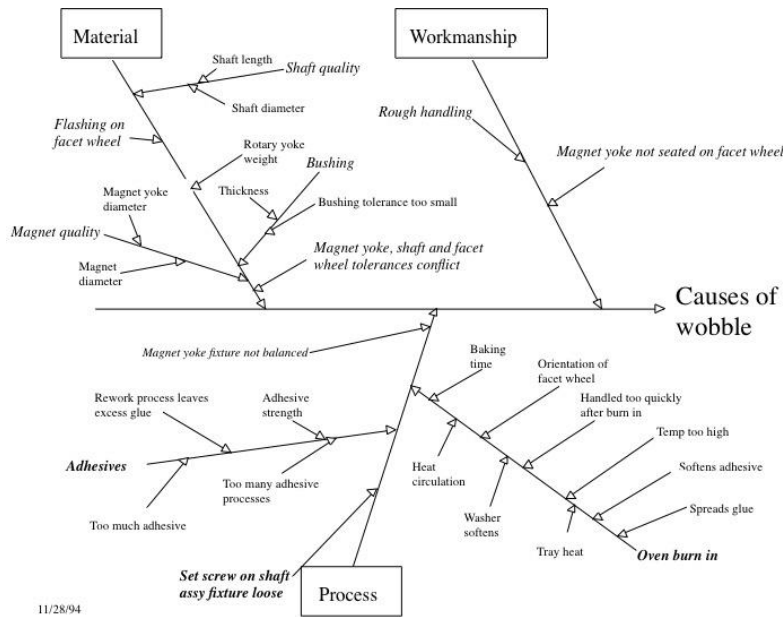 Material
Workmanship
Shaft length
Shaft quality
Shaft diameter
Flashing on
facet wheel
Rotary yoke
weight
Bushing
Thickness
Bushing tolerance too small
Magnet yoke
diameter
Magnet quality
Magnet
diameter
Magnet yoke, shaft and facet
wheel tolerances conflict
Rough handling
Magnet yoke not seated on facet wheel
Causes of
wobble
Magnet yoke fixture not balanced
Baking
time
Orientation of
facet wheel
Handled too quickly
after burn in
Temp too high
Softens adhesive
Spreads glue
Rework process leaves
excess glue
Adhesive
strength
Adhesives
Too much adhesive
Too many adhesive
processes
Heat
circulation
Washer
softens
Tray heat
Oven burn in
Set screw on shaft
assy fixture loose
Process
11/28/94